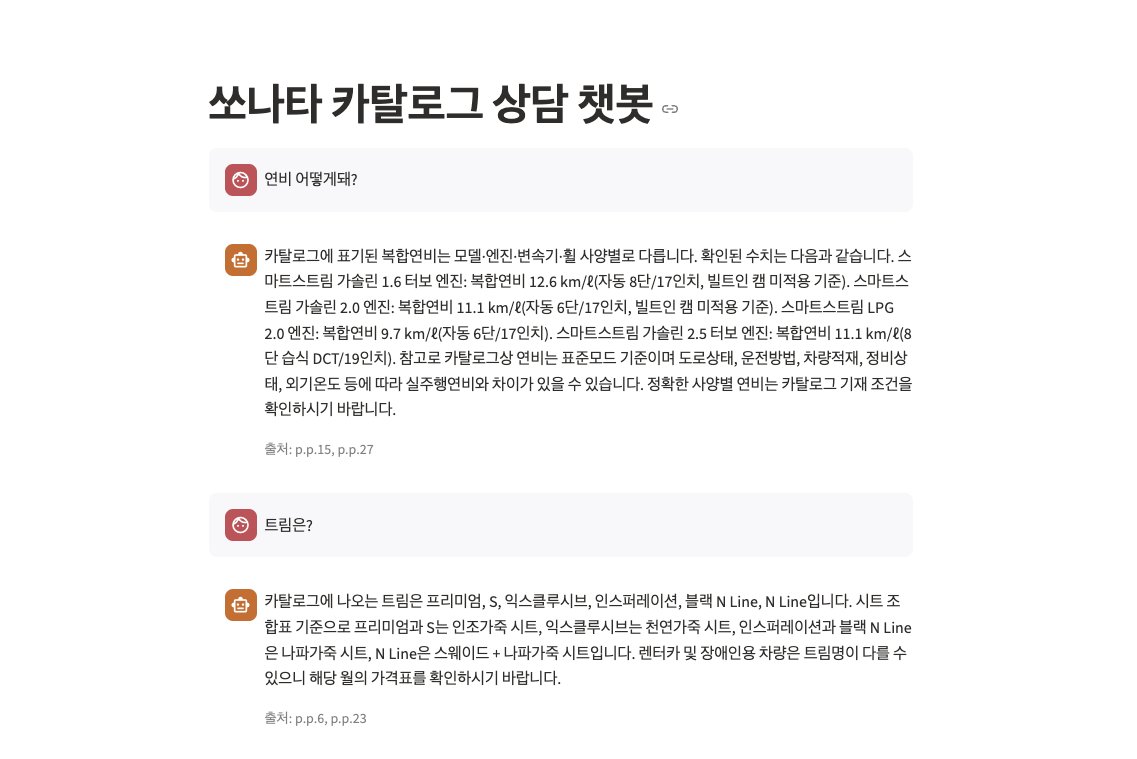 쏘나타 카탈로그 상담 챗봇
연비 어떻게돼?
카탈로그에 표기된 복합연비는 모델·엔진·변속기·휠 사양별로 다릅니다. 확인된 수치는 다음과 같습니다. 스
마트스트림 가솔린 1.6 터보 엔진: 복합연비 12.6 km/ℓ(자동 8단/17인치, 빌트인 캠 미적용 기준). 스마트스
트림 가솔린 2.0 엔진: 복합연비 11.1 km/ℓ(자동 6단/17인치, 빌트인 캠 미적용 기준). 스마트스트림 LPG
2.0 엔진: 복합연비 9.7 km/ℓ(자동 6단/17인치). 스마트스트림 가솔린 2.5 터보 엔진: 복합연비 11.1 km/ℓ(8
단 습식 DCT/19인치). 참고로 카탈로그상 연비는 표준모드 기준이며 도로상태, 운전방법, 차량적재, 정비상
태, 외기온도 등에 따라 실주행연비와 차이가 있을 수 있습니다. 정확한 사양별 연비는 카탈로그 기재 조건을
확인하시기 바랍니다.
출처: p.p.15, p.p.27
트림은?
카탈로그에 나오는 트림은 프리미엄, S, 익스클루시브, 인스퍼레이션, 블랙 N Line, N Line입니다. 시트 조
합표 기준으로 프리미엄과 S는 인조가죽 시트, 익스클루시브는 천연가죽 시트, 인스퍼레이션과 블랙 N Line
은 나파가죽 시트, N Line은 스웨이드 + 나파가죽 시트입니다. 렌터카 및 장애인용 차량은 트림명이 다를 수
있으니 해당 월의 가격표를 확인하시기 바랍니다.
출처: p.p.6, p.p.23